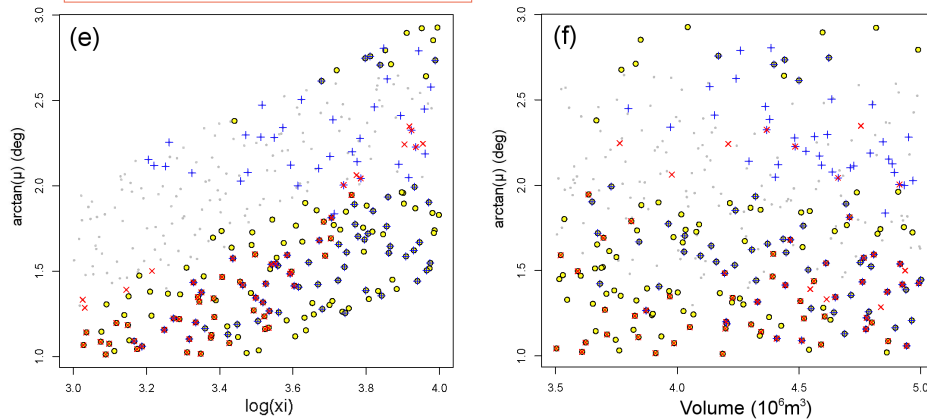 (e)
arctan(μ) (deg)
3.0
2.5
2.0
1.5
1.0
3.0 3.2 3.4 3.6 3.8 4.0
log(xi)
(f)
arctan(μ) (deg)
3.0
2.5
2.0
1.5
1.0
3.5 4.0 4.5 5.0
Volume (10⁶m³)